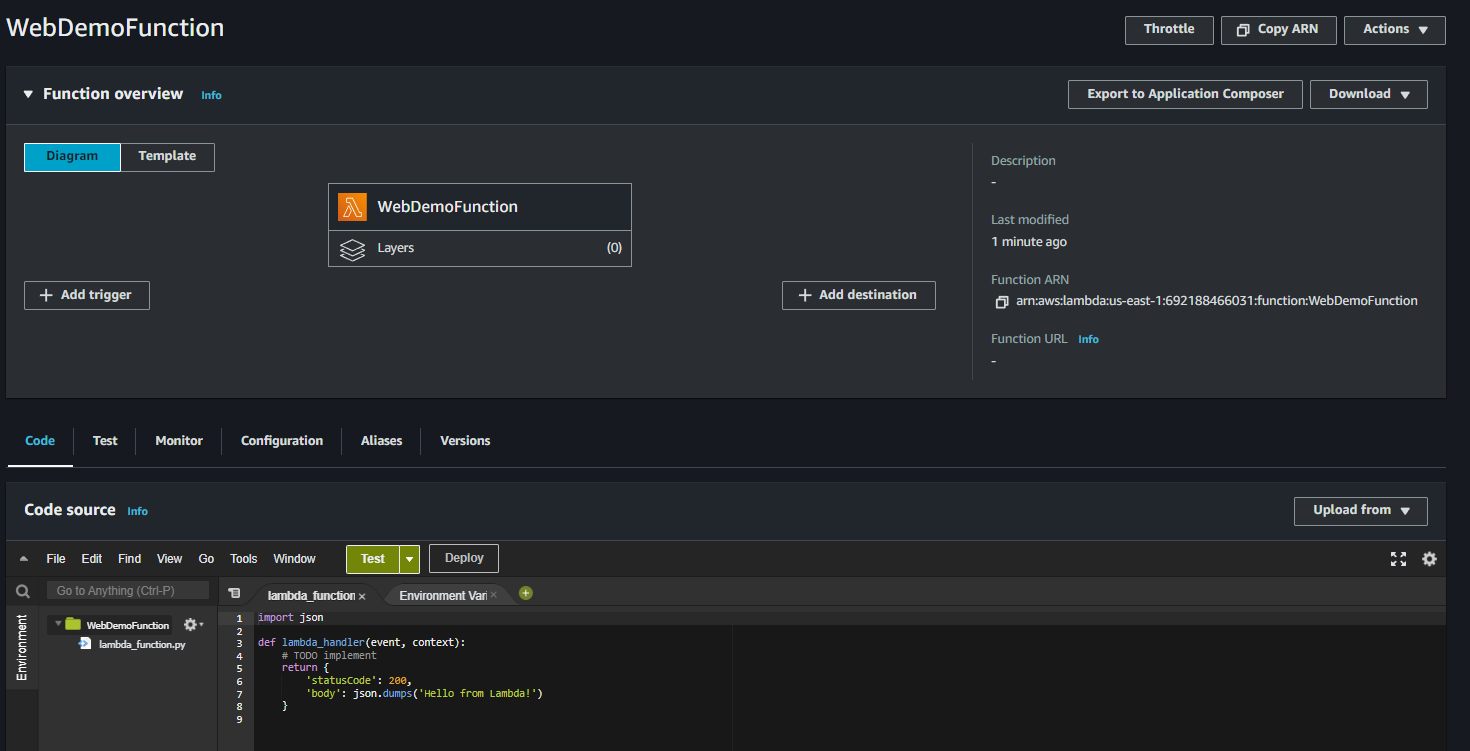 WebDemoFunction
Throttle
Copy ARN
Actions
Function overview Info
Export to Application Composer
Download
Diagram
Template
WebDemoFunction
Layers (0)
Add trigger
Add destination
Description
-
Last modified
1 minute ago
Function ARN
arn:aws:lambda:us-east-1:692188466031:function:WebDemoFunction
Function URL Info
-
Code Test Monitor Configuration Aliases Versions
Code source Info
Upload from
File Edit Find View Go Tools Window
Test
Deploy
Go to Anything (Ctrl-P)
Environment
WebDemoFunction
lambda_function.py
lambda_function ×
Environment Vari ×
1 import json
2
3 def lambda_handler(event, context):
4     # TODO implement
5     return {
6         'statusCode': 200,
7         'body': json.dumps('Hello from Lambda!')
8     }
9